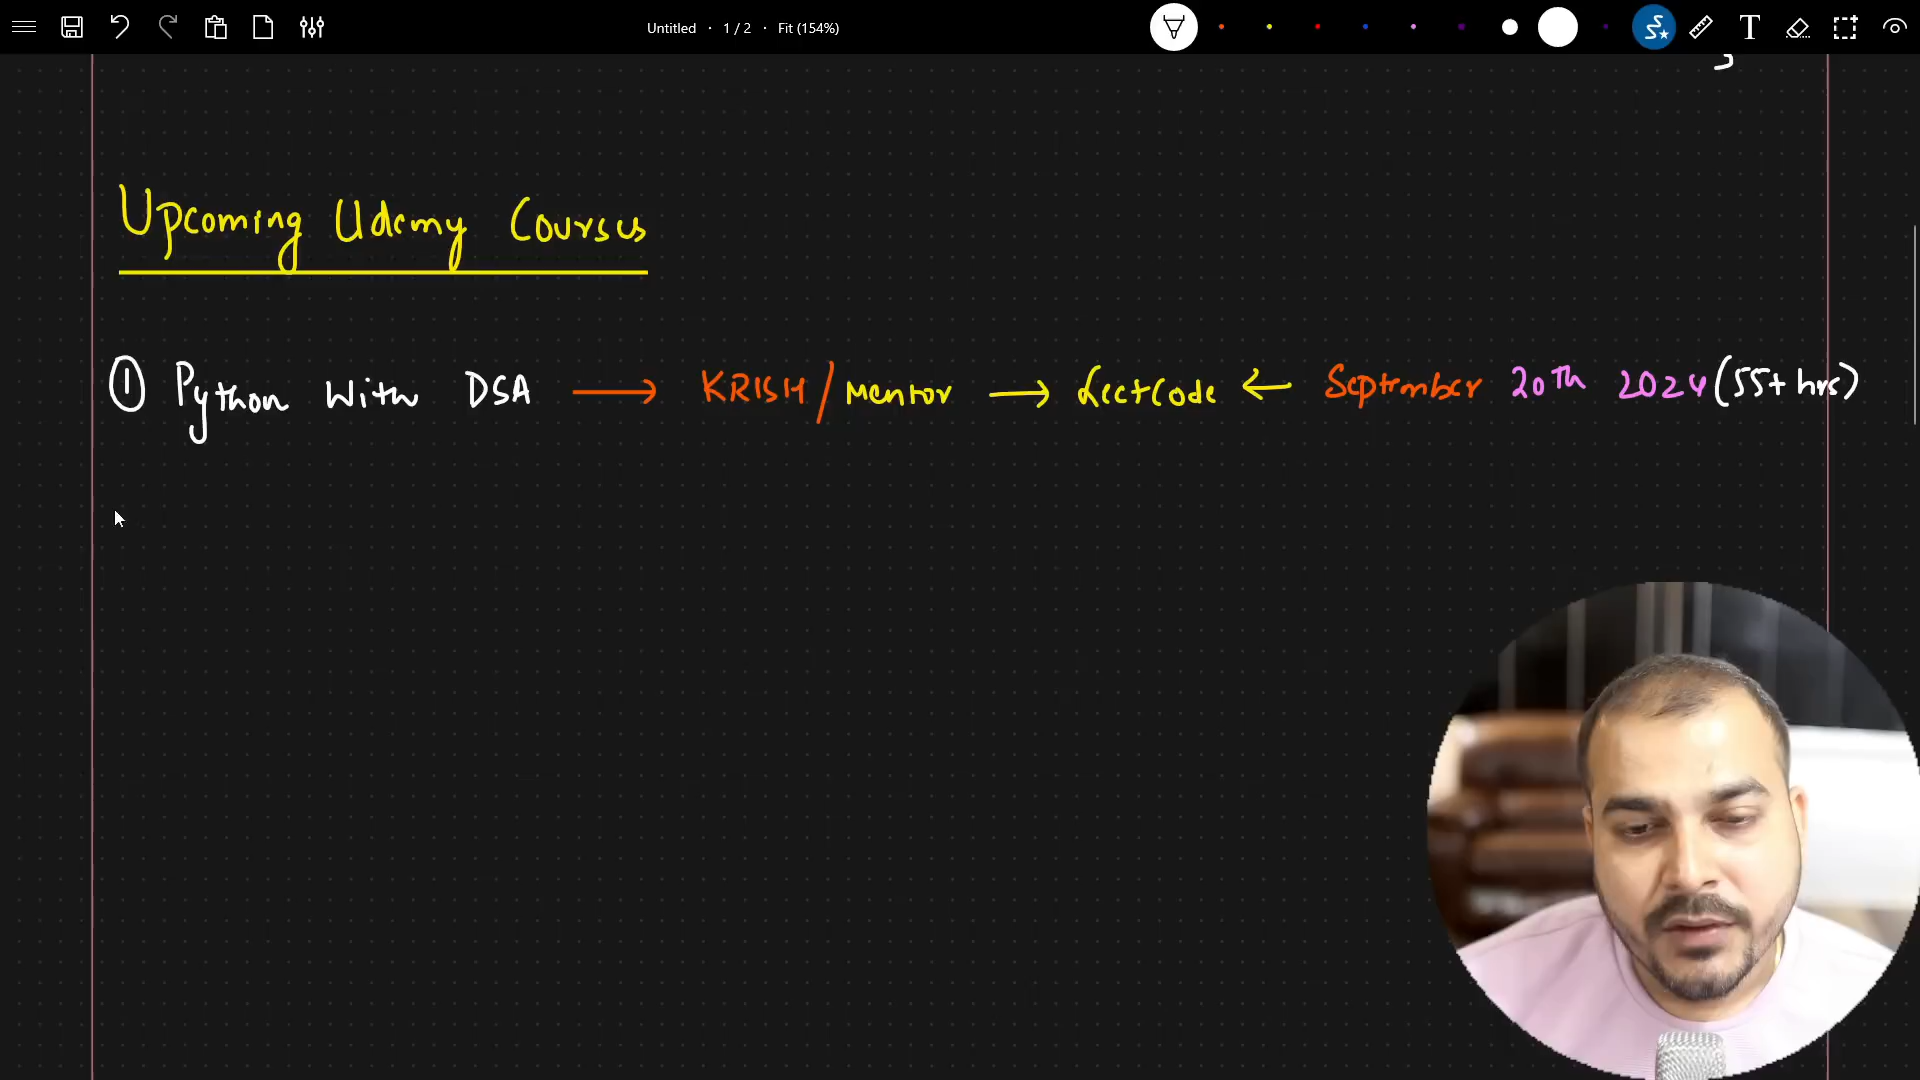 Untitled · 1 / 2 · Fit (154%)
Upcoming Udemy Courses
① Python With DSA → KRISH / Mentor → LeetCode ← September 20th 2024 (55+ hrs)